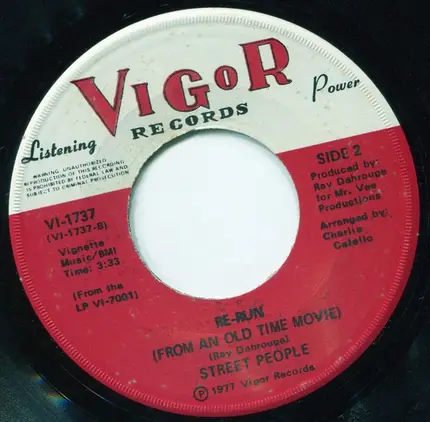 VIGOR
RECORDS
Listening
Power
WARNING: UNAUTHORIZED
REPRODUCTION OF THIS RECORDING
IS PROHIBITED BY FEDERAL LAW AND
SUBJECT TO CRIMINAL PROSECUTION
VI-1737
(VI-1737-B)
Vignette
Music/BMI
Time: 3:33
(From the
LP VI-7001)
SIDE 2
Produced by
Ray Dahrouge
for Mr. Vee
Productions
Arranged by
Charlie
Calello
RE-RUN
(FROM AN OLD TIME MOVIE)
(Ray Dahrouge)
STREET PEOPLE
Ⓟ 1977 Vigor Records